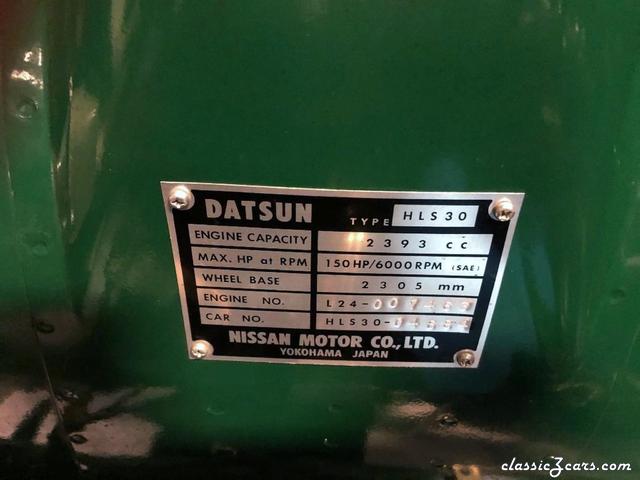 DATSUN TYPE HLS30
ENGINE CAPACITY 2393 cc
MAX. HP at RPM 150HP/6000RPM (SAE)
WHEEL BASE 2305 mm
ENGINE NO.
CAR NO.
NISSAN MOTOR CO., LTD.
YOKOHAMA JAPAN
classicZcars.com